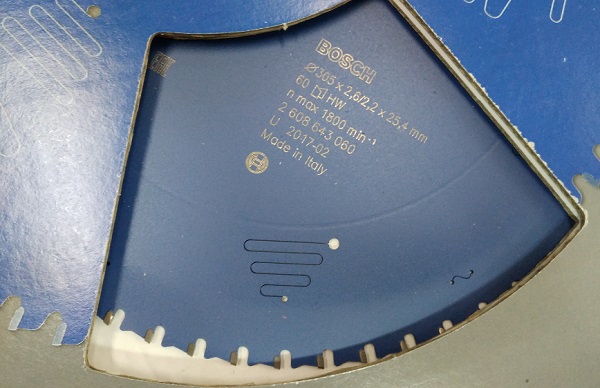 BOSCH
Ø 305 x 2,6/2,2 x 25,4 mm
60 HW
n max 1800 min⁻¹
2 608 643 060
U 2017-02
Made in Italy